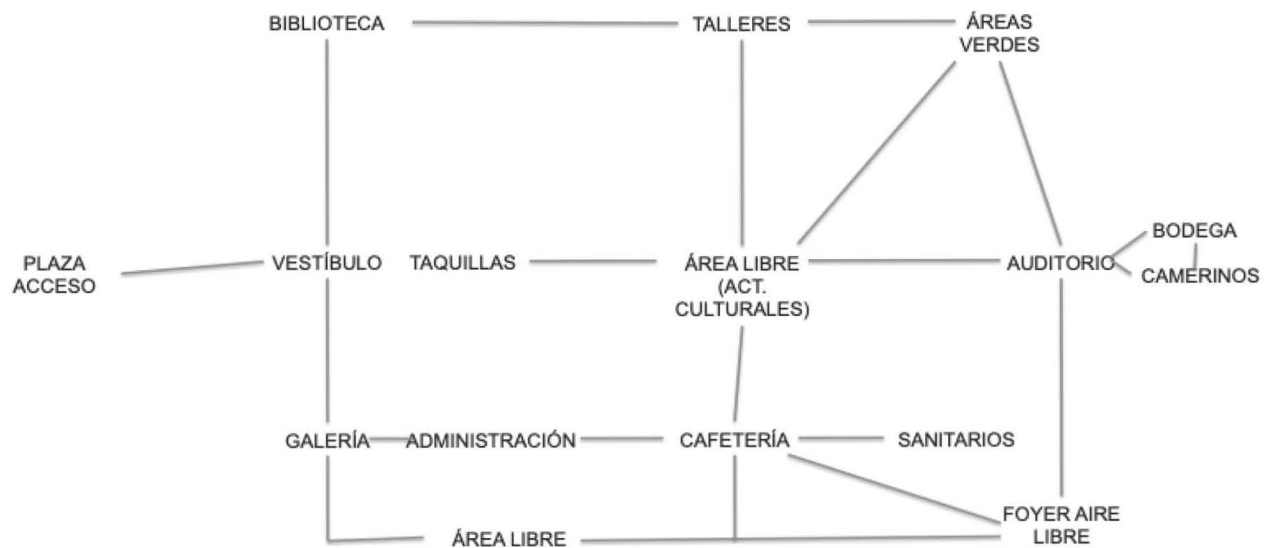 BIBLIOTECA
TALLERES
ÁREAS
VERDES
PLAZA
ACCESO
VESTÍBULO
TAQUILLAS
ÁREA LIBRE
(ACT.
CULTURALES)
AUDITORIO
BODEGA
CAMERINOS
GALERÍA
ADMINISTRACIÓN
CAFETERÍA
SANITARIOS
ÁREA LIBRE
FOYER AIRE
LIBRE